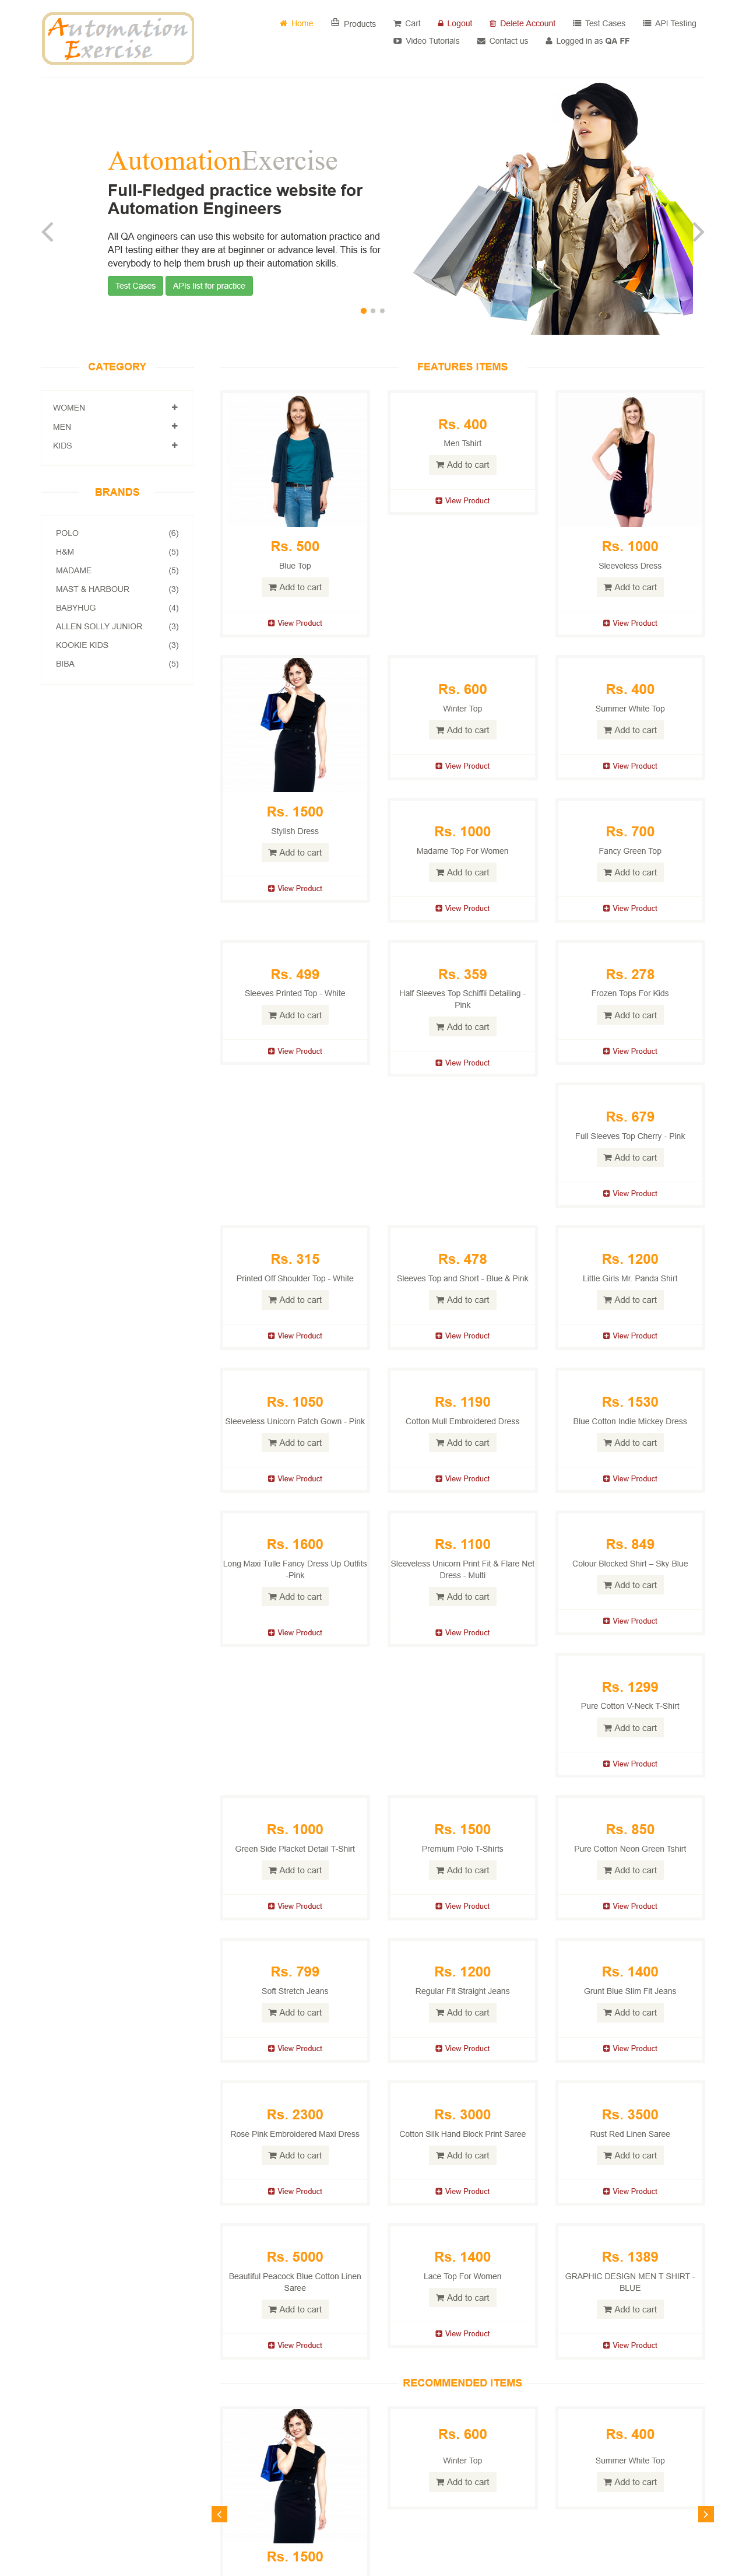 Automation
Exercise
Home Products Cart Logout Delete Account Test Cases API Testing
Video Tutorials Contact us Logged in as QA FF
AutomationExercise
Full-Fledged practice website for
Automation Engineers
All QA engineers can use this website for automation practice and
API testing either they are at beginner or advance level. This is for
everybody to help them brush up their automation skills.
Test Cases APIs list for practice
CATEGORY
WOMEN
MEN
KIDS
BRANDS
POLO (6)
H&M (5)
MADAME (5)
MAST & HARBOUR (3)
BABYHUG (4)
ALLEN SOLLY JUNIOR (3)
KOOKIE KIDS (3)
BIBA (5)
FEATURES ITEMS
Rs. 500
Blue Top
Add to cart
View Product
Rs. 400
Men Tshirt
Add to cart
View Product
Rs. 1000
Sleeveless Dress
Add to cart
View Product
Rs. 1500
Stylish Dress
Add to cart
View Product
Rs. 600
Winter Top
Add to cart
View Product
Rs. 400
Summer White Top
Add to cart
View Product
Rs. 1000
Madame Top For Women
Add to cart
View Product
Rs. 700
Fancy Green Top
Add to cart
View Product
Rs. 499
Sleeves Printed Top - White
Add to cart
View Product
Rs. 359
Half Sleeves Top Schiffli Detailing -
Pink
Add to cart
View Product
Rs. 278
Frozen Tops For Kids
Add to cart
View Product
Rs. 679
Full Sleeves Top Cherry - Pink
Add to cart
View Product
Rs. 315
Printed Off Shoulder Top - White
Add to cart
View Product
Rs. 478
Sleeves Top and Short - Blue & Pink
Add to cart
View Product
Rs. 1200
Little Girls Mr. Panda Shirt
Add to cart
View Product
Rs. 1050
Sleeveless Unicorn Patch Gown - Pink
Add to cart
View Product
Rs. 1190
Cotton Mull Embroidered Dress
Add to cart
View Product
Rs. 1530
Blue Cotton Indie Mickey Dress
Add to cart
View Product
Rs. 1600
Long Maxi Tulle Fancy Dress Up Outfits
-Pink
Add to cart
View Product
Rs. 1100
Sleeveless Unicorn Print Fit & Flare Net
Dress - Multi
Add to cart
View Product
Rs. 849
Colour Blocked Shirt – Sky Blue
Add to cart
View Product
Rs. 1299
Pure Cotton V-Neck T-Shirt
Add to cart
View Product
Rs. 1000
Green Side Placket Detail T-Shirt
Add to cart
View Product
Rs. 1500
Premium Polo T-Shirts
Add to cart
View Product
Rs. 850
Pure Cotton Neon Green Tshirt
Add to cart
View Product
Rs. 799
Soft Stretch Jeans
Add to cart
View Product
Rs. 1200
Regular Fit Straight Jeans
Add to cart
View Product
Rs. 1400
Grunt Blue Slim Fit Jeans
Add to cart
View Product
Rs. 2300
Rose Pink Embroidered Maxi Dress
Add to cart
View Product
Rs. 3000
Cotton Silk Hand Block Print Saree
Add to cart
View Product
Rs. 3500
Rust Red Linen Saree
Add to cart
View Product
Rs. 5000
Beautiful Peacock Blue Cotton Linen
Saree
Add to cart
View Product
Rs. 1400
Lace Top For Women
Add to cart
View Product
Rs. 1389
GRAPHIC DESIGN MEN T SHIRT -
BLUE
Add to cart
View Product
RECOMMENDED ITEMS
Rs. 1500
Rs. 600
Winter Top
Add to cart
Rs. 400
Summer White Top
Add to cart